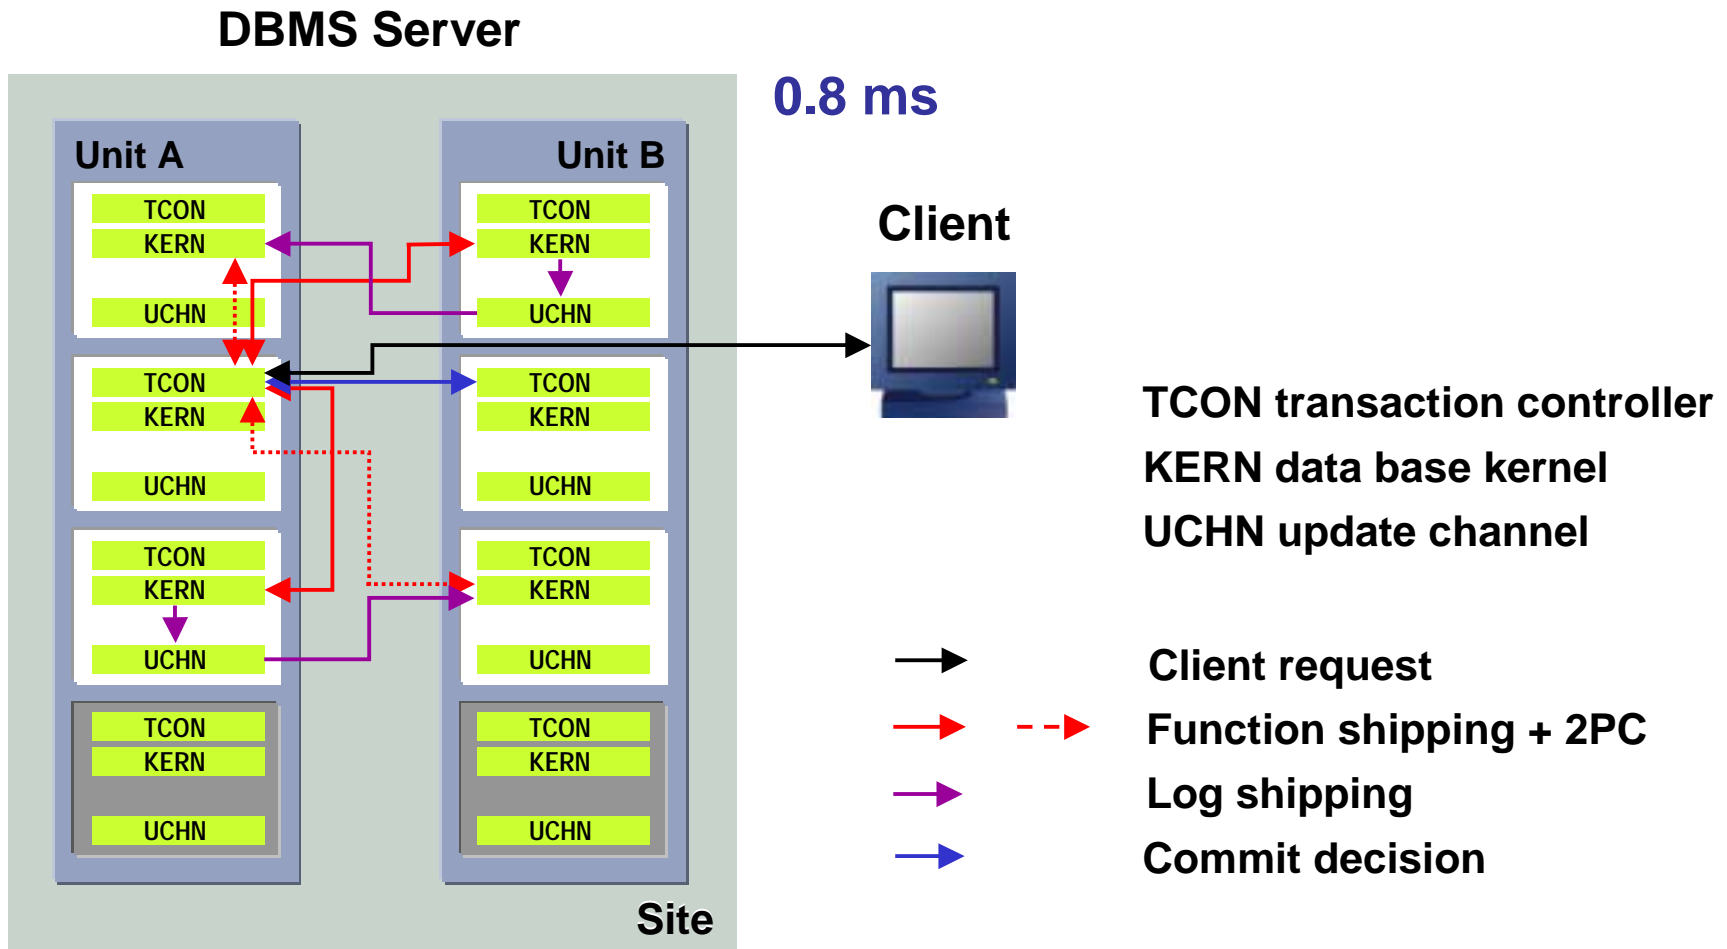 DBMS Server
0.8 ms
Unit A
TCON
KERN
UCHN
TCON
KERN
UCHN
TCON
KERN
UCHN
TCON
KERN
UCHN
Unit B
TCON
KERN
UCHN
TCON
KERN
UCHN
TCON
KERN
UCHN
TCON
KERN
UCHN
Site
Client
TCON transaction controller
KERN data base kernel
UCHN update channel
Client request
Function shipping + 2PC
Log shipping
Commit decision